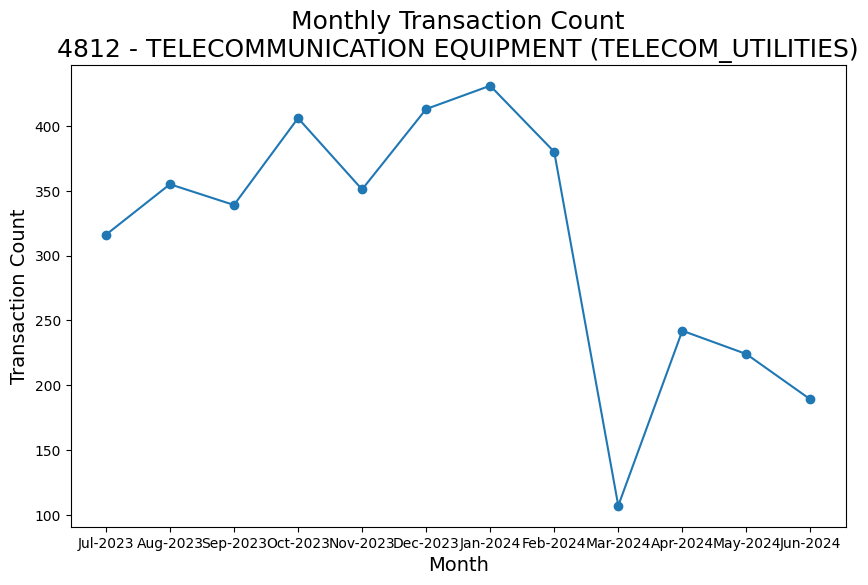 Monthly Transaction Count
4812 - TELECOMMUNICATION EQUIPMENT (TELECOM_UTILITIES)
Transaction Count
400
350
300
250
200
150
100
Jul-2023 Aug-2023 Sep-2023 Oct-2023 Nov-2023 Dec-2023 Jan-2024 Feb-2024 Mar-2024 Apr-2024 May-2024 Jun-2024
Month